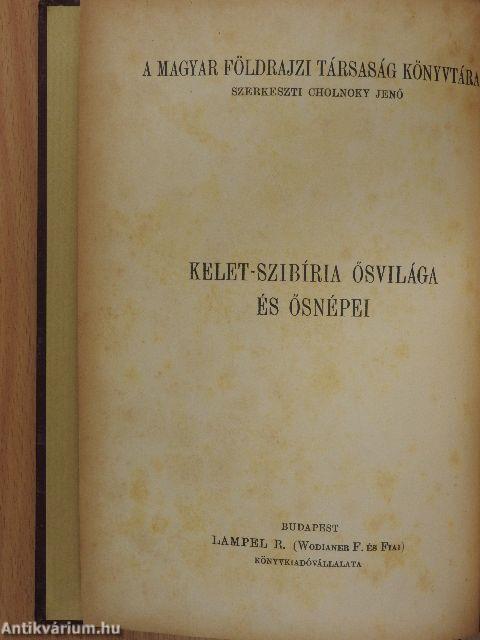 A MAGYAR FÖLDRAJZI TÁRSASÁG KÖNYVTÁRA
SZERKESZTI CHOLNOKY JENŐ
KELET-SZIBÍRIA ŐSVILÁGA
ÉS ŐSNÉPEI
BUDAPEST
LAMPEL R. (WODIANER F. ÉS FIAI)
KÖNYVKIADÓVÁLLALATA
Antikvárium.hu